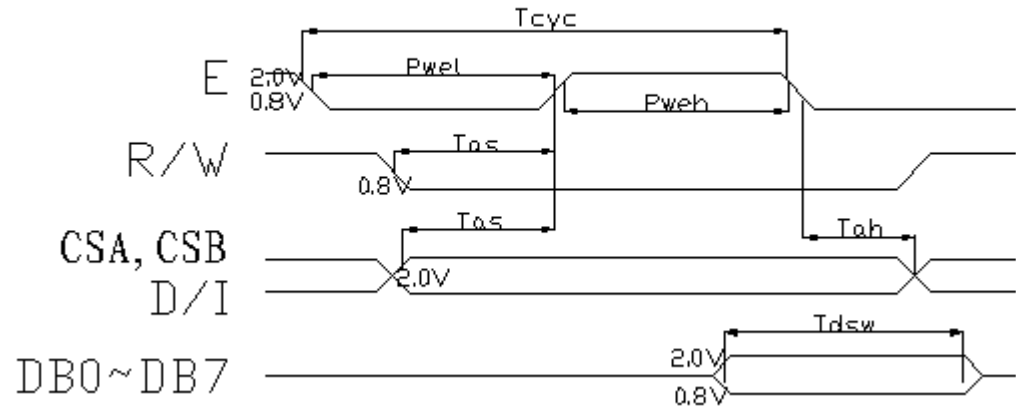 Tcyc
E 2.0V Pwel
0.8V Pweh
R/W Tas
0.8V
CSA, CSB Tas Tah
D/I 2.0V
Tdsw
DB0~DB7 2.0V
0.8V